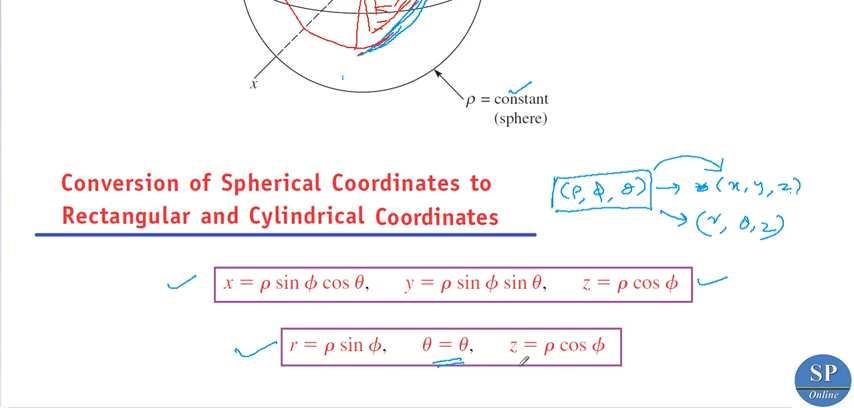 x
ρ = constant
(sphere)
Conversion of Spherical Coordinates to
Rectangular and Cylindrical Coordinates
(ρ, ϕ, θ) → (x, y, z)
(r, θ, z)
x = ρ sin ϕ cos θ, y = ρ sin ϕ sin θ, z = ρ cos ϕ
r = ρ sin ϕ, θ = θ, z = ρ cos ϕ
SP
Online